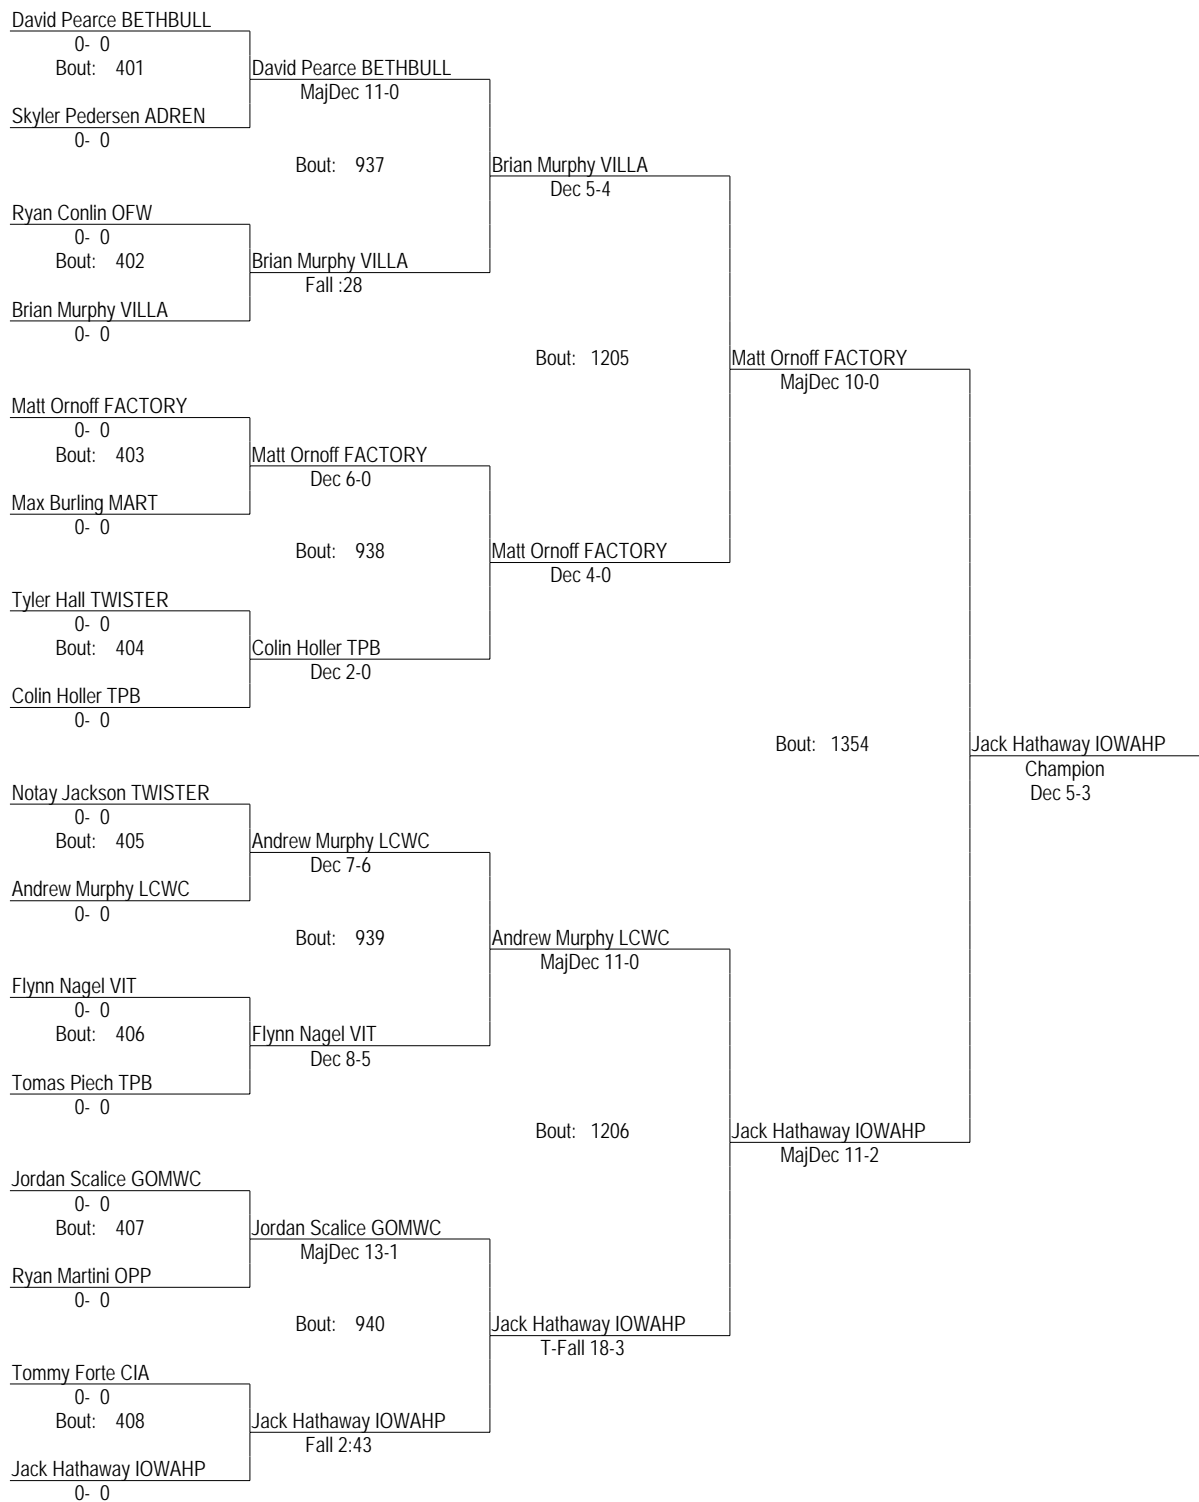 David Pearce BETHBULL
0- 0
Bout: 401
David Pearce BETHBULL
MajDec 11-0
Skyler Pedersen ADREN
0- 0
Bout: 937
Brian Murphy VILLA
Dec 5-4
Ryan Conlin OFW
0- 0
Bout: 402
Brian Murphy VILLA
Fall :28
Brian Murphy VILLA
0- 0
Bout: 1205
Matt Ornoff FACTORY
MajDec 10-0
Matt Ornoff FACTORY
0- 0
Bout: 403
Matt Ornoff FACTORY
Dec 6-0
Max Burling MART
0- 0
Bout: 938
Matt Ornoff FACTORY
Dec 4-0
Tyler Hall TWISTER
0- 0
Bout: 404
Colin Holler TPB
Dec 2-0
Colin Holler TPB
0- 0
Bout: 1354
Jack Hathaway IOWAHP
Champion
Dec 5-3
Notay Jackson TWISTER
0- 0
Bout: 405
Andrew Murphy LCWC
Dec 7-6
Andrew Murphy LCWC
0- 0
Bout: 939
Andrew Murphy LCWC
MajDec 11-0
Flynn Nagel VIT
0- 0
Bout: 406
Flynn Nagel VIT
Dec 8-5
Tomas Piech TPB
0- 0
Bout: 1206
Jack Hathaway IOWAHP
MajDec 11-2
Jordan Scalice GOMWC
0- 0
Bout: 407
Jordan Scalice GOMWC
MajDec 13-1
Ryan Martini OPP
0- 0
Bout: 940
Jack Hathaway IOWAHP
T-Fall 18-3
Tommy Forte CIA
0- 0
Bout: 408
Jack Hathaway IOWAHP
Fall 2:43
Jack Hathaway IOWAHP
0- 0